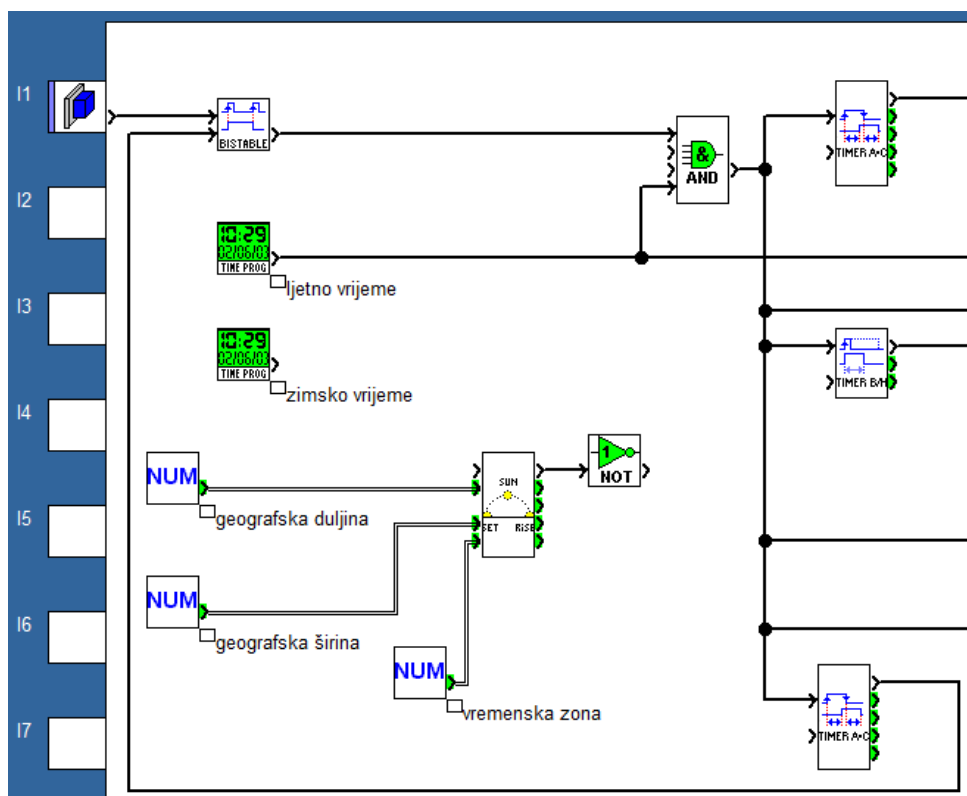 I1
BISTABLE
&
AND
TIMER A•C
I2
10:29
02/06/03
TIME PROG
ljetno vrijeme
I3
10:29
02/06/03
TIME PROG
zimsko vrijeme
TIMER B/H
I4
NUM
geografska duljina
SUN
SET RISE
1
NOT
I5
NUM
geografska širina
I6
NUM
vremenska zona
TIMER A•C
I7